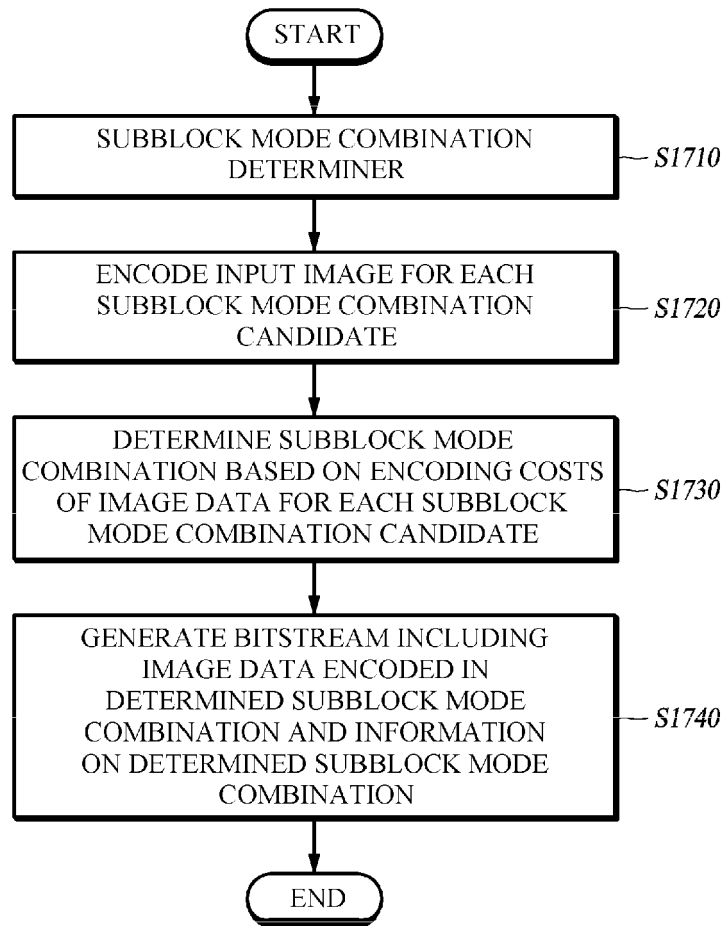 START
SUBBLOCK MODE COMBINATION
DETERMINER
S1710
ENCODE INPUT IMAGE FOR EACH
SUBBLOCK MODE COMBINATION
CANDIDATE
S1720
DETERMINE SUBBLOCK MODE
COMBINATION BASED ON ENCODING COSTS
OF IMAGE DATA FOR EACH SUBBLOCK
MODE COMBINATION CANDIDATE
S1730
GENERATE BITSTREAM INCLUDING
IMAGE DATA ENCODED IN
DETERMINED SUBBLOCK MODE
COMBINATION AND INFORMATION
ON DETERMINED SUBBLOCK MODE
COMBINATION
S1740
END